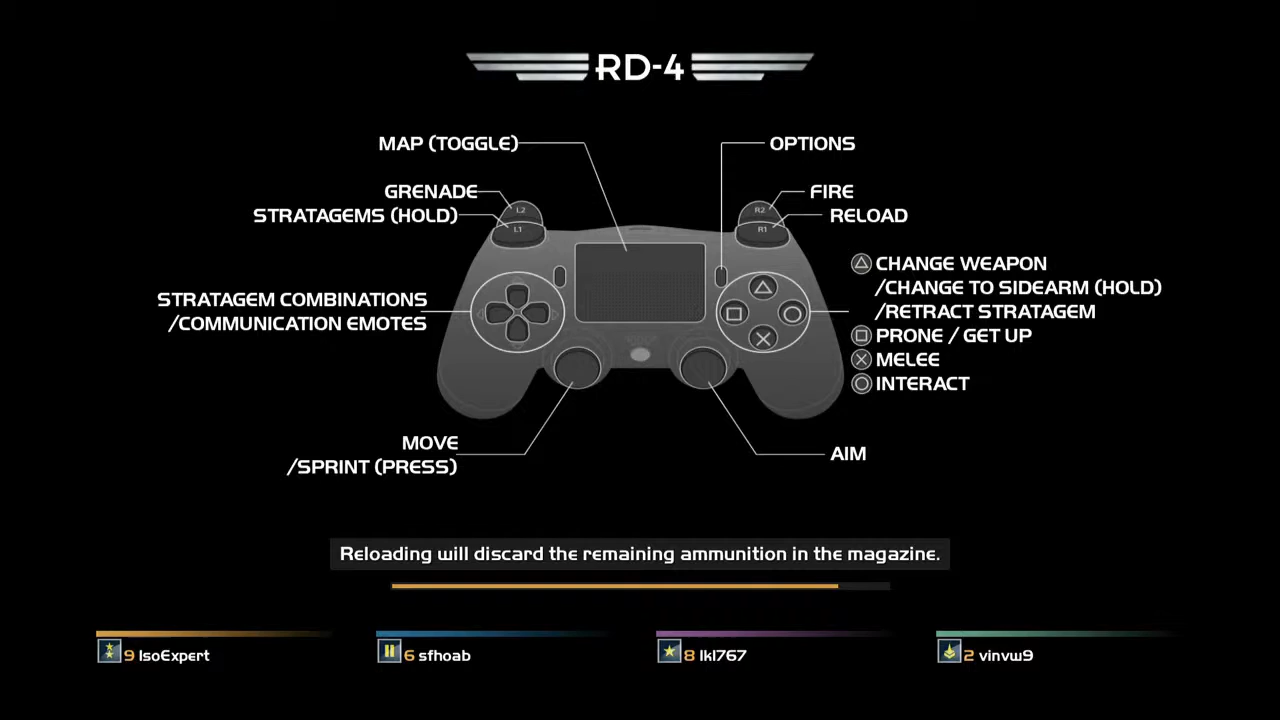 RD-4
MAP (TOGGLE)
OPTIONS
GRENADE
FIRE
STRATAGEMS (HOLD)
RELOAD
L2
L1
R2
R1
STRATAGEM COMBINATIONS
/COMMUNICATION EMOTES
CHANGE WEAPON
/CHANGE TO SIDEARM (HOLD)
/RETRACT STRATAGEM
PRONE / GET UP
MELEE
INTERACT
MOVE
/SPRINT (PRESS)
AIM
Reloading will discard the remaining ammunition in the magazine.
9 IsoExpert
6 sfhoab
8 lkl767
2 vinvw9